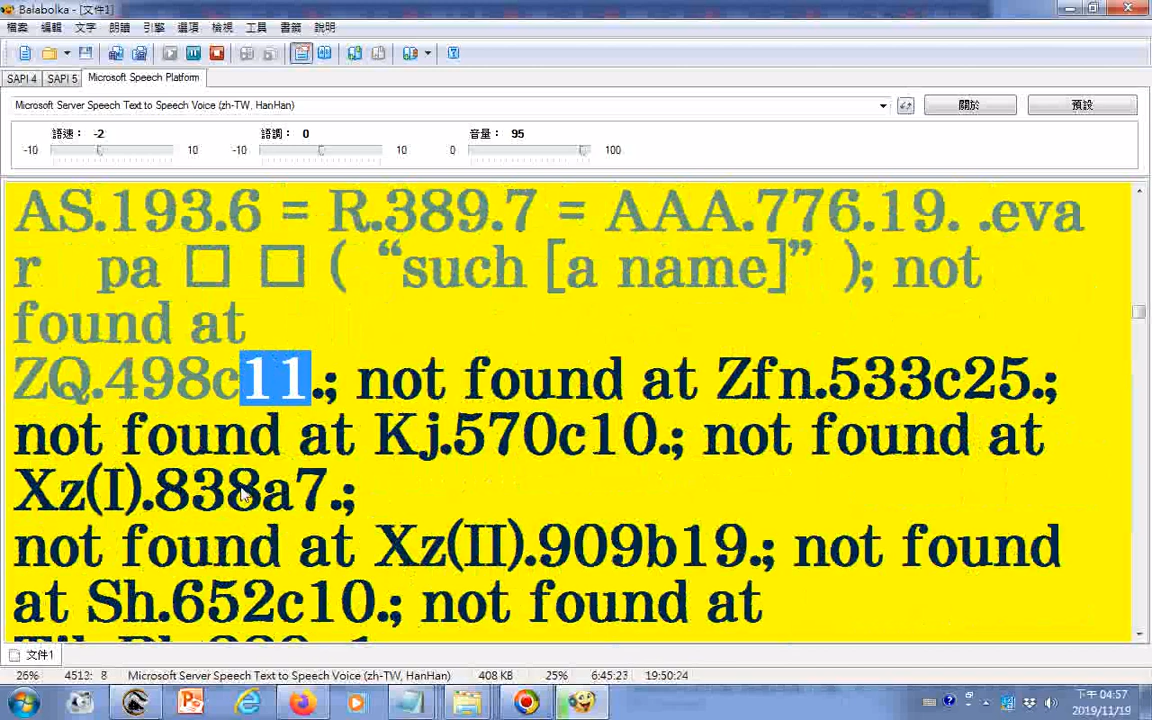 Balabolka - [文件1]
檔案 編輯 文字 朗讀 引擎 選項 檢視 工具 書籤 說明
SAPI 4 SAPI 5 Microsoft Speech Platform
Microsoft Server Speech Text to Speech Voice (zh-TW, HanHan) 關於 預設
語速： -2 語調： 0 音量： 95
-10 10 -10 10 0 100
AS.193.6 = R.389.7 = AAA.776.19. .eva
r pa □ □ ( “such [a name]” ); not
found at
ZQ.498c11.; not found at Zfn.533c25.;
not found at Kj.570c10.; not found at
Xz(I).838a7.;
not found at Xz(II).909b19.; not found
at Sh.652c10.; not found at
文件1
26% 4513: 8 Microsoft Server Speech Text to Speech Voice (zh-TW, HanHan) 408 KB 25% 6:45:23 19:50:24
下午 04:57
2019/11/19